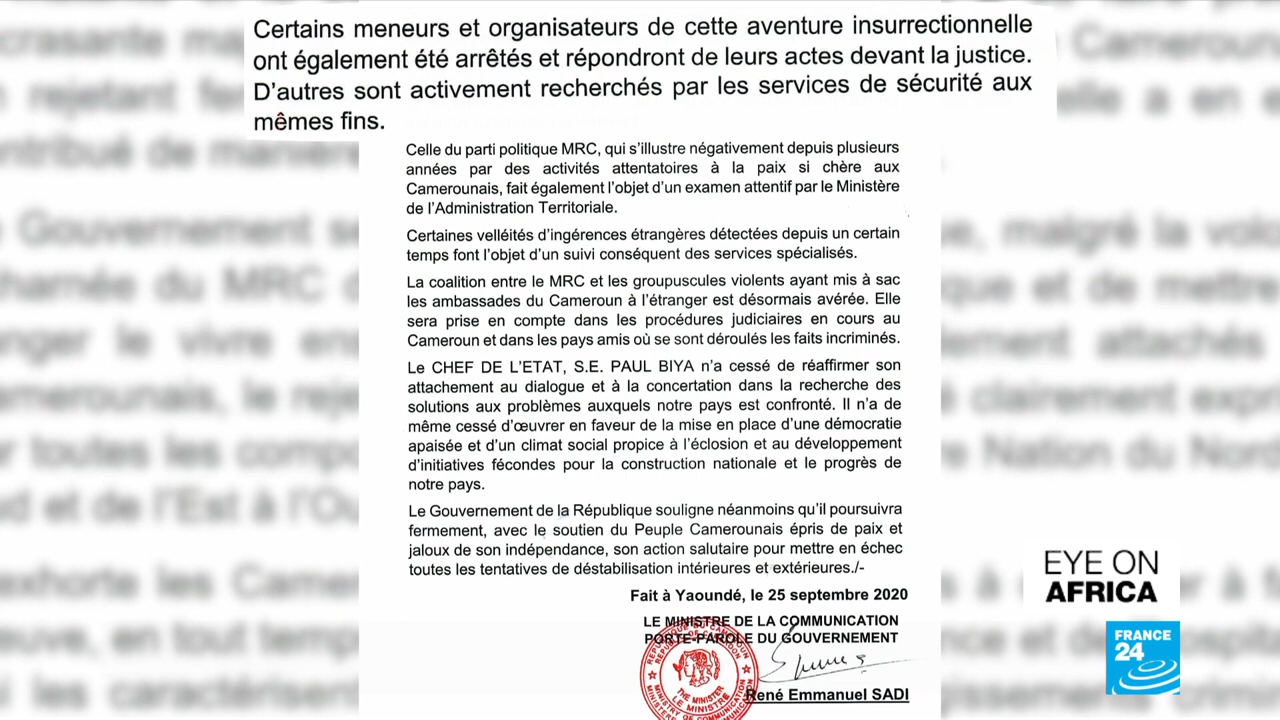 Certains meneurs et organisateurs de cette aventure insurrectionnelle
ont également été arrêtés et répondront de leurs actes devant la justice.
D'autres sont activement recherchés par les services de sécurité aux
mêmes fins.
Celle du parti politique MRC, qui s'illustre négativement depuis plusieurs
années par des activités attentatoires à la paix si chère aux
Camerounais, fait également l'objet d'un examen attentif par le Ministère
de l'Administration Territoriale.
Certaines velléités d'ingérences étrangères détectées depuis un certain
temps font l'objet d'un suivi conséquent des services spécialisés.
La coalition entre le MRC et les groupuscules violents ayant mis à sac
les ambassades du Cameroun à l'étranger est désormais avérée. Elle
sera prise en compte dans les procédures judiciaires en cours au
Cameroun et dans les pays amis où se sont déroulés les faits incriminés.
Le CHEF DE L'ETAT, S.E. PAUL BIYA n'a cessé de réaffirmer son
attachement au dialogue et à la concertation dans la recherche des
solutions aux problèmes auxquels notre pays est confronté. Il n'a de
même cessé d'œuvrer en faveur de la mise en place d'une démocratie
apaisée et d'un climat social propice à l'éclosion et au développement
d'initiatives fécondes pour la construction nationale et le progrès de
notre pays.
Le Gouvernement de la République souligne néanmoins qu'il poursuivra
fermement, avec le soutien du Peuple Camerounais épris de paix et
jaloux de son indépendance, son action salutaire pour mettre en échec
toutes les tentatives de déstabilisation intérieures et extérieures./-
Fait à Yaoundé, le 25 septembre 2020
LE MINISTRE DE LA COMMUNICATION
PORTE-PAROLE DU GOUVERNEMENT
THE MINISTER
LE MINISTRE
René Emmanuel SADI
EYE ON
AFRICA
FRANCE
24